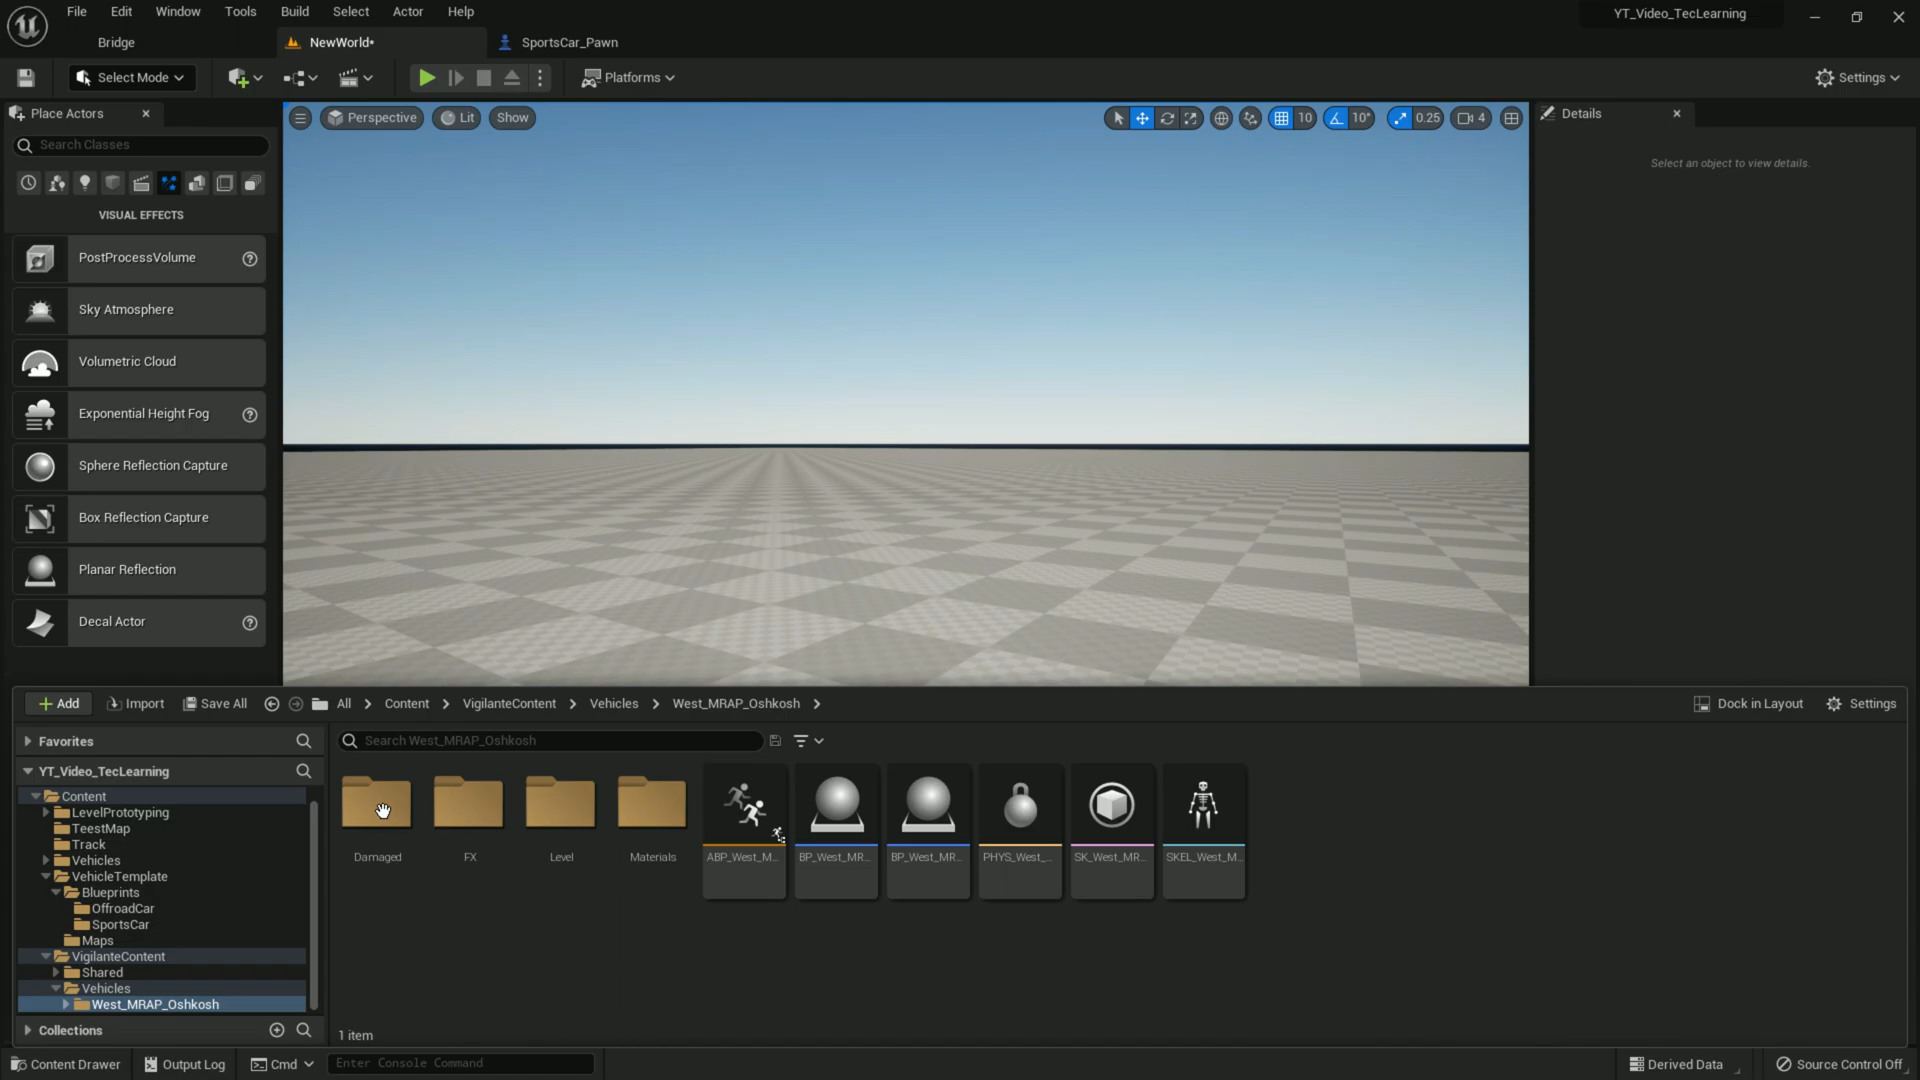 File Edit Window Tools Build Select Actor Help
YT_Video_TecLearning
Bridge
NewWorld*
SportsCar_Pawn
Select Mode
Platforms
Settings
Place Actors
Search Classes
VISUAL EFFECTS
PostProcessVolume
Sky Atmosphere
Volumetric Cloud
Exponential Height Fog
Sphere Reflection Capture
Box Reflection Capture
Planar Reflection
Decal Actor
Perspective
Lit
Show
10
10°
0.25
4
Details
Select an object to view details.
Add
Import
Save All
All > Content > VigilanteContent > Vehicles > West_MRAP_Oshkosh >
Dock in Layout
Settings
Favorites
YT_Video_TecLearning
Content
LevelPrototyping
TeestMap
Track
Vehicles
VehicleTemplate
Blueprints
OffroadCar
SportsCar
Maps
VigilanteContent
Shared
Vehicles
West_MRAP_Oshkosh
Collections
Search West_MRAP_Oshkosh
Damaged
FX
Level
Materials
ABP_West_M...
BP_West_MR...
BP_West_MR...
PHYS_West_...
SK_West_MR...
SKEL_West_M...
1 item
Content Drawer
Output Log
Cmd
Enter Console Command
Derived Data
Source Control Off